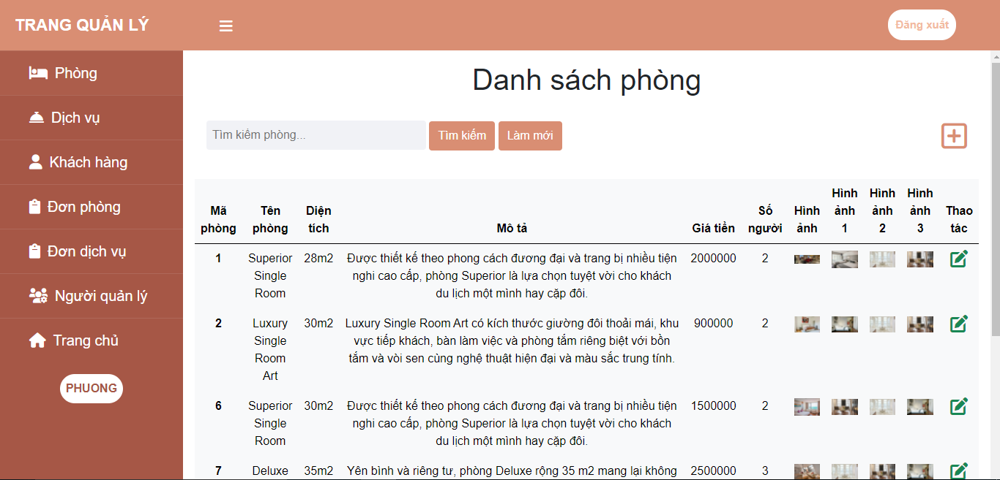 TRANG QUẢN LÝ
Đăng xuất
Phòng
Dịch vụ
Khách hàng
Đơn phòng
Đơn dịch vụ
Người quản lý
Trang chủ
PHUONG
Danh sách phòng
Tìm kiếm phòng...
Tìm kiếm
Làm mới
Mã phòng
Tên phòng
Diện tích
Mô tả
Giá tiền
Số người
Hình ảnh
Hình ảnh 1
Hình ảnh 2
Hình ảnh 3
Thao tác
1
Superior Single Room
28m2
Được thiết kế theo phong cách đương đại và trang bị nhiều tiện
nghi cao cấp, phòng Superior là lựa chọn tuyệt vời cho khách
du lịch một mình hay cặp đôi.
2000000
2
2
Luxury Single Room Art
30m2
Luxury Single Room Art có kích thước giường đôi thoải mái, khu
vực tiếp khách, bàn làm việc và phòng tắm riêng biệt với bồn
tắm và vòi sen cùng nghệ thuật hiện đại và màu sắc trung tính.
900000
2
6
Superior Single Room
30m2
Được thiết kế theo phong cách đương đại và trang bị nhiều tiện
nghi cao cấp, phòng Superior là lựa chọn tuyệt vời cho khách
du lịch một mình hay cặp đôi.
1500000
2
7
Deluxe
35m2
Yên bình và riêng tư, phòng Deluxe rộng 35 m2 mang lại không
2500000
3